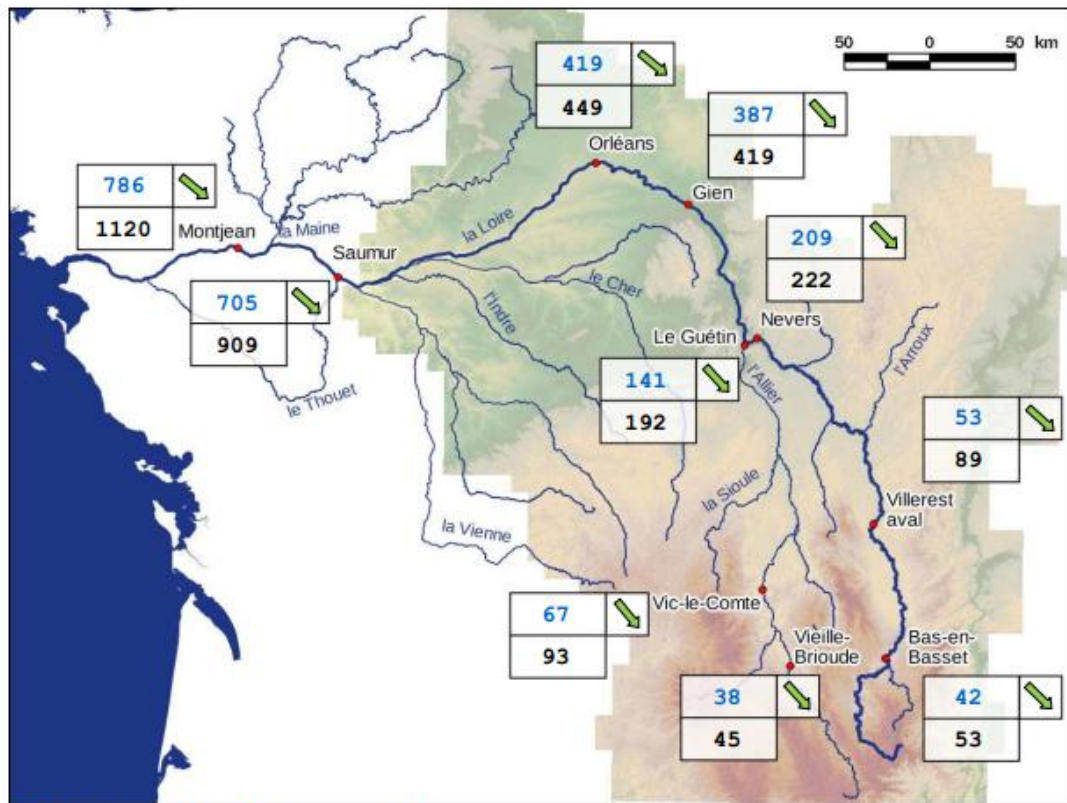 50 0 50 km
419
449
387
419
Orléans
Gien
786
1120
Montjean
la Maine
Saumur
la Loire
705
909
209
222
le Cher
l'Indre
Nevers
Le Guétin
l'Arroux
l'Allier
141
192
le Thouet
53
89
Villerest
aval
la Sioule
la Vienne
67
93
Vic-le-Comte
Vieille-
Brioude
Bas-en-
Basset
38
45
42
53